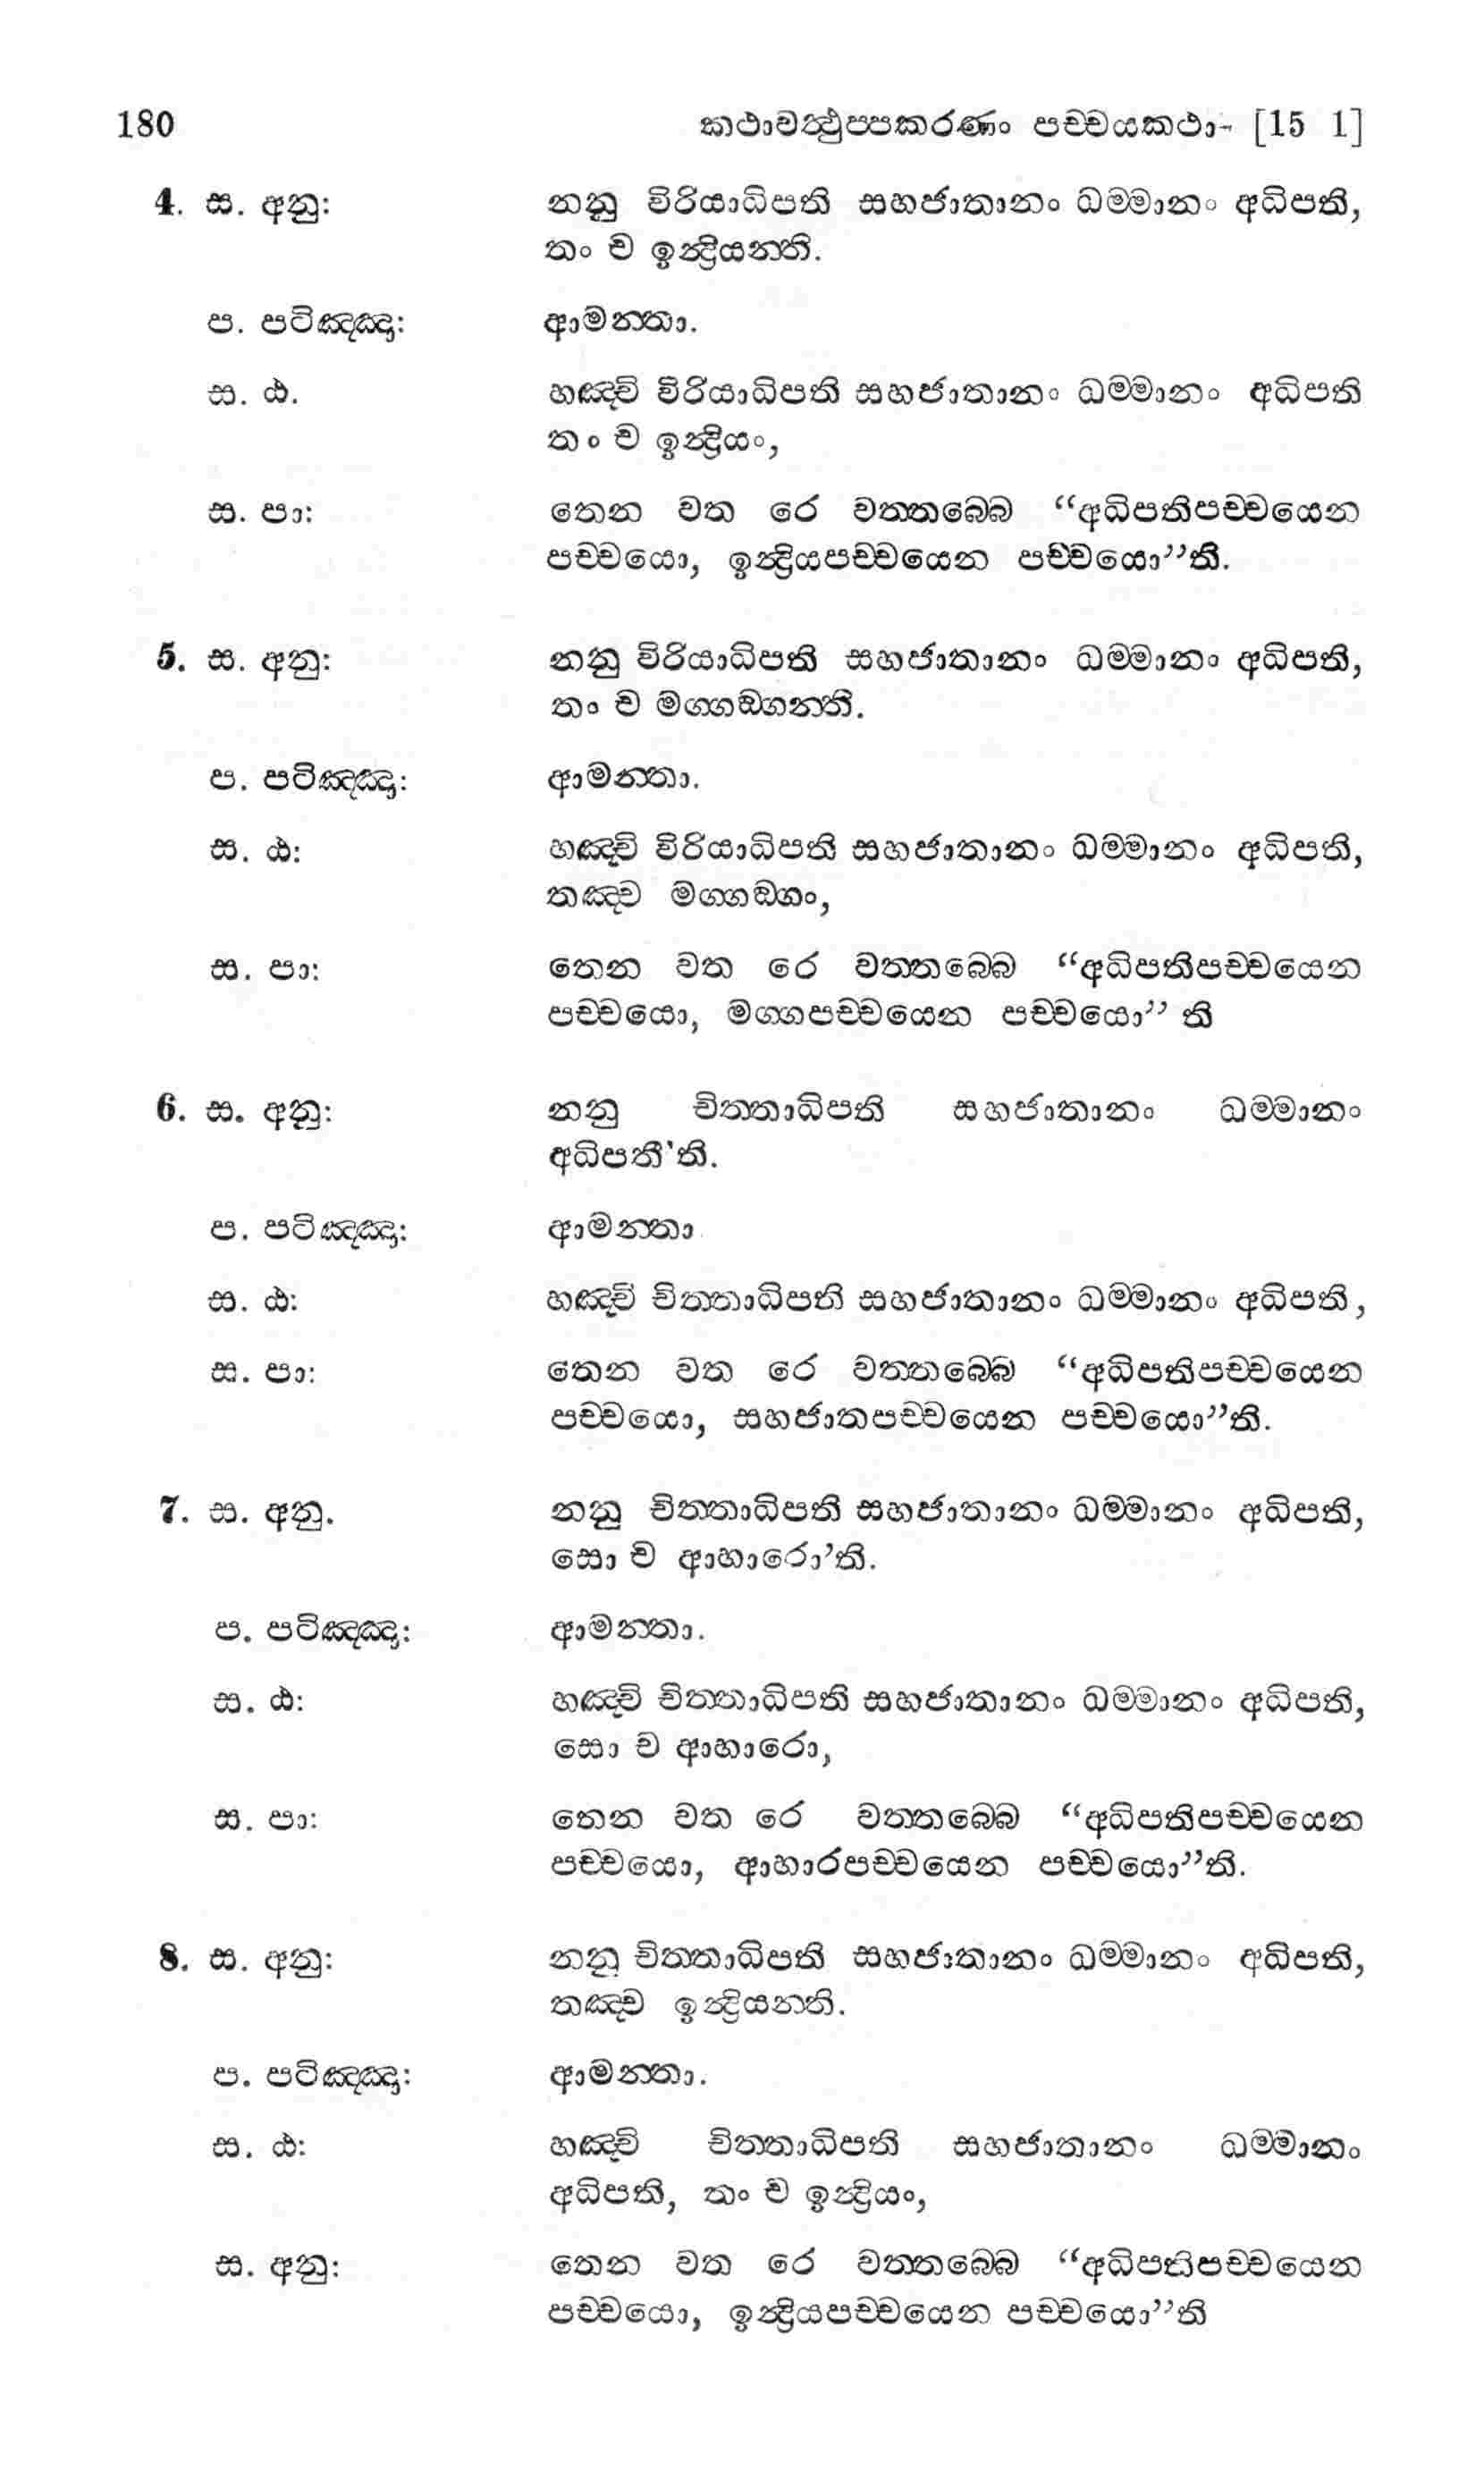 180 කථාවත්‍ථුප‍්පකරණං පච‍්චයකථා- [15 1]
4. ස. අනු: නනු විරියාධිපති සහජාතානං ධම‍්මානං අධිපති,
තං ච ඉන්‍ද්‍රියන‍්ති.
ප. පටිඤ‍්ඤා: ආමන‍්තා.
ස. ඨ. හඤ‍්චි විරියාධිපති සහජාතානං ධම‍්මානං අධිපති
තං ච ඉන්‍ද්‍රියං,
ස. පා: තෙන වත රෙ වත‍්තබ‍්බෙ “අධිපතිපච‍්චයෙන
පච‍්චයො, ඉන්‍ද්‍රියපච‍්චයෙන පච‍්චයො”ති.
5. ස. අනු: නනු විරියාධිපති සහජාතානං ධම‍්මානං අධිපති,
තං ච මග‍්ගඞ‍්ගන‍්ති.
ප. පටිඤ‍්ඤා: ආමන‍්තා.
ස. ඨ: හඤ‍්චි විරියාධිපති සහජාතානං ධම‍්මානං අධිපති,
තඤ‍්ච මග‍්ගඞ‍්ගං,
ස. පා: තෙන වත රෙ වත‍්තබ‍්බෙ “අධිපතිපච‍්චයෙන
පච‍්චයො, මග‍්ගපච‍්චයෙන පච‍්චයො” ති
6. ස. අනු: නනු චිත‍්තාධිපති සහජාතානං ධම‍්මානං
අධිපතී'ති.
ප. පටිඤ‍්ඤා: ආමන‍්තා
ස. ඨ: හඤ‍්චි චිත‍්තාධිපති සහජාතානං ධම‍්මානං අධිපති,
ස. පා: තෙන වත රෙ වත‍්තබ‍්බෙ “අධිපතිපච‍්චයෙන
පච‍්චයො, සහජාතපච‍්චයෙන පච‍්චයො”ති.
7. ස. අනු. නනු චිත‍්තාධිපති සහජාතානං ධම‍්මානං අධිපති,
සො ච ආහාරො’ති.
ප. පටිඤ‍්ඤා: ආමන‍්තා.
ස. ඨ: හඤ‍්චි චිත‍්තාධිපති සහජාතානං ධම‍්මානං අධිපති,
සො ච ආහාරො,
ස. පා: තෙන වත රෙ වත‍්තබ‍්බෙ “අධිපතිපච‍්චයෙන
පච‍්චයො, ආහාරපච‍්චයෙන පච‍්චයො”ති.
8. ස. අනු: නනු චිත‍්තාධිපති සහජාතානං ධම‍්මානං අධිපති,
තඤ‍්ච ඉන්‍ද්‍රියන‍්ති.
ප. පටිඤ‍්ඤා: ආමන‍්තා.
ස. ඨ: හඤ‍්චි චිත‍්තාධිපති සහජාතානං ධම‍්මානං
අධිපති, තං ච ඉන්‍ද්‍රියං,
ස. අනු: තෙන වත රෙ වත‍්තබ‍්බෙ “අධිපතිපච‍්චයෙන
පච‍්චයො, ඉන්‍ද්‍රියපච‍්චයෙන පච‍්චයො”ති